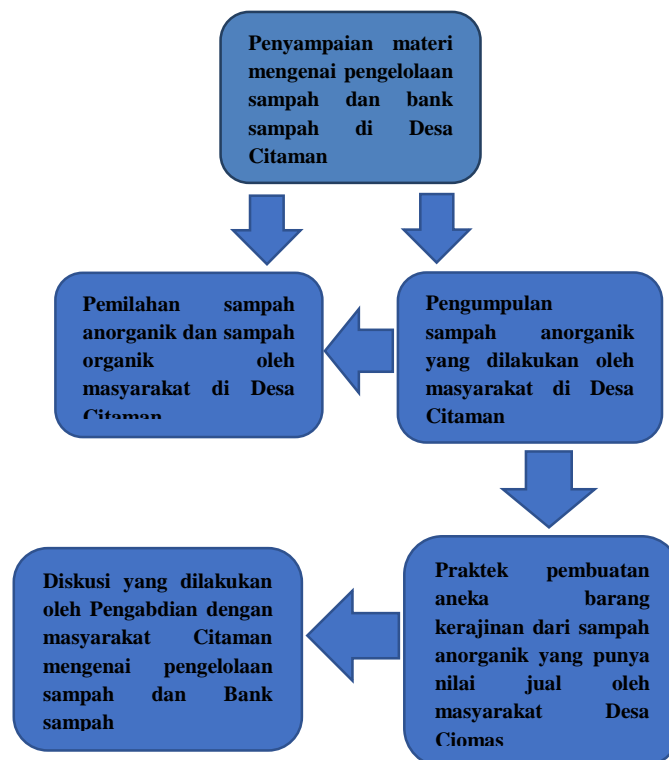 Penyampaian materi
mengenai pengelolaan
sampah dan bank
sampah di Desa
Citaman
Pemilahan sampah
anorganik dan sampah
organik oleh
masyarakat di Desa
Citaman
Pengumpulan
sampah anorganik
yang dilakukan oleh
masyarakat di Desa
Citaman
Diskusi yang dilakukan
oleh Pengabdian dengan
masyarakat Citaman
mengenai pengelolaan
sampah dan Bank
sampah
Praktek pembuatan
aneka barang
kerajinan dari sampah
anorganik yang punya
nilai jual oleh
masyarakat Desa
Ciomas